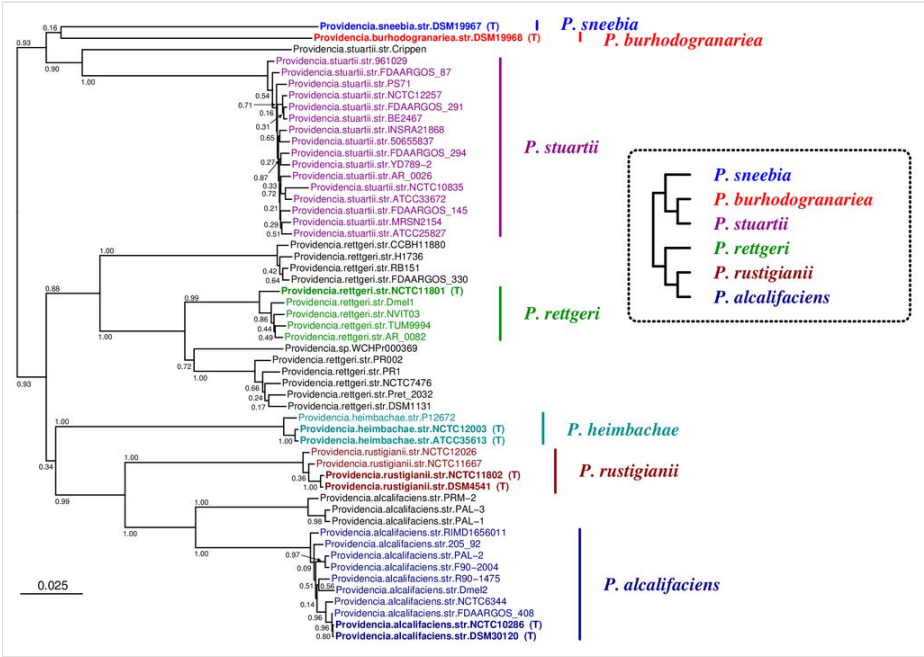 Providencia.sneebia.str.DSM19967 (T)
P. sneebia
Providencia.burhodogranariea.str.DSM19968 (T)
P. burhodogranariea
Providencia.stuartii.str.Crippen
Providencia.stuartii.str.961029
Providencia.stuartii.str.FDAARGOS_87
Providencia.stuartii.str.PS71
Providencia.stuartii.str.NCTC12257
Providencia.stuartii.str.FDAARGOS_291
Providencia.stuartii.str.BE2467
Providencia.stuartii.str.INSRA21868
Providencia.stuartii.str.50655837
Providencia.stuartii.str.FDAARGOS_294
Providencia.stuartii.str.YD789-2
Providencia.stuartii.str.AR_0026
Providencia.stuartii.str.NCTC10835
Providencia.stuartii.str.ATCC33672
Providencia.stuartii.str.FDAARGOS_145
Providencia.stuartii.str.MRSN2154
Providencia.stuartii.str.ATCC25827
P. stuartii
Providencia.rettgeri.str.CCBH11880
Providencia.rettgeri.str.H1736
Providencia.rettgeri.str.RB151
Providencia.rettgeri.str.FDAARGOS_330
Providencia.rettgeri.str.NCTC11801 (T)
Providencia.rettgeri.str.Dmel1
Providencia.rettgeri.str.NVIT03
Providencia.rettgeri.str.TUM9994
Providencia.rettgeri.str.AR_0082
P. rettgeri
Providencia.sp.WCHPr000369
Providencia.rettgeri.str.PR002
Providencia.rettgeri.str.PR1
Providencia.rettgeri.str.NCTC7476
Providencia.rettgeri.str.Pret_2032
Providencia.rettgeri.str.DSM1131
Providencia.heimbachae.str.P12672
Providencia.heimbachae.str.NCTC12003 (T)
Providencia.heimbachae.str.ATCC35613 (T)
P. heimbachae
Providencia.rustigianii.str.NCTC12026
Providencia.rustigianii.str.NCTC11667
Providencia.rustigianii.str.NCTC11802 (T)
Providencia.rustigianii.str.DSM4541 (T)
P. rustigianii
Providencia.alcalifaciens.str.PRM-2
Providencia.alcalifaciens.str.PAL-3
Providencia.alcalifaciens.str.PAL-1
Providencia.alcalifaciens.str.RIMD1656011
Providencia.alcalifaciens.str.205_92
Providencia.alcalifaciens.str.PAL-2
Providencia.alcalifaciens.str.F90-2004
Providencia.alcalifaciens.str.R90-1475
Providencia.alcalifaciens.str.Dmel2
Providencia.alcalifaciens.str.NCTC6344
Providencia.alcalifaciens.str.FDAARGOS_408
Providencia.alcalifaciens.str.NCTC10286 (T)
Providencia.alcalifaciens.str.DSM30120 (T)
P. alcalifaciens
P. sneebia
P. burhodogranariea
P. stuartii
P. rettgeri
P. rustigianii
P. alcalifaciens
0.16
0.93
0.90
1.00
0.54
0.71
0.16
0.31
0.65
0.27
0.87
0.33
0.72
0.21
0.29
0.51
1.00
0.42
0.64
0.88
0.99
1.00
0.86
0.44
0.49
0.72
1.00
0.66
0.24
0.17
0.93
1.00
1.00
0.34
1.00
0.36
1.00
0.99
1.00
0.98
1.00
0.97
0.09
0.51
0.56
0.14
0.96
0.96
0.80
0.025